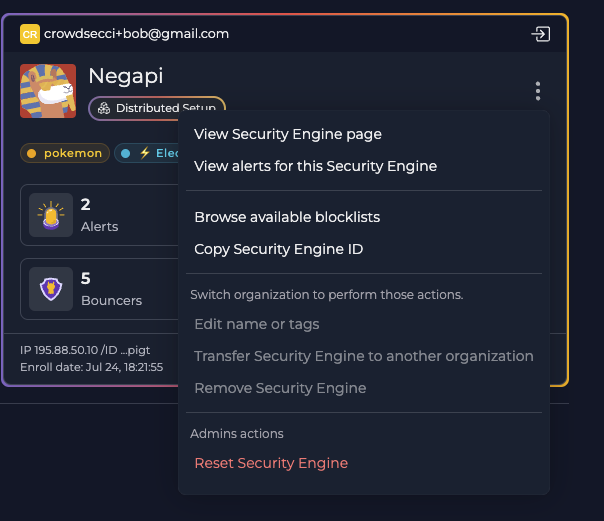 CR crowdsecci+bob@gmail.com
Negapi
Distributed Setup
pokemon
⚡ Elec
2
Alerts
5
Bouncers
IP 195.88.50.10 /ID ...pigt
Enroll date: Jul 24, 18:21:55
View Security Engine page
View alerts for this Security Engine
Browse available blocklists
Copy Security Engine ID
Switch organization to perform those actions.
Edit name or tags
Transfer Security Engine to another organization
Remove Security Engine
Admins actions
Reset Security Engine